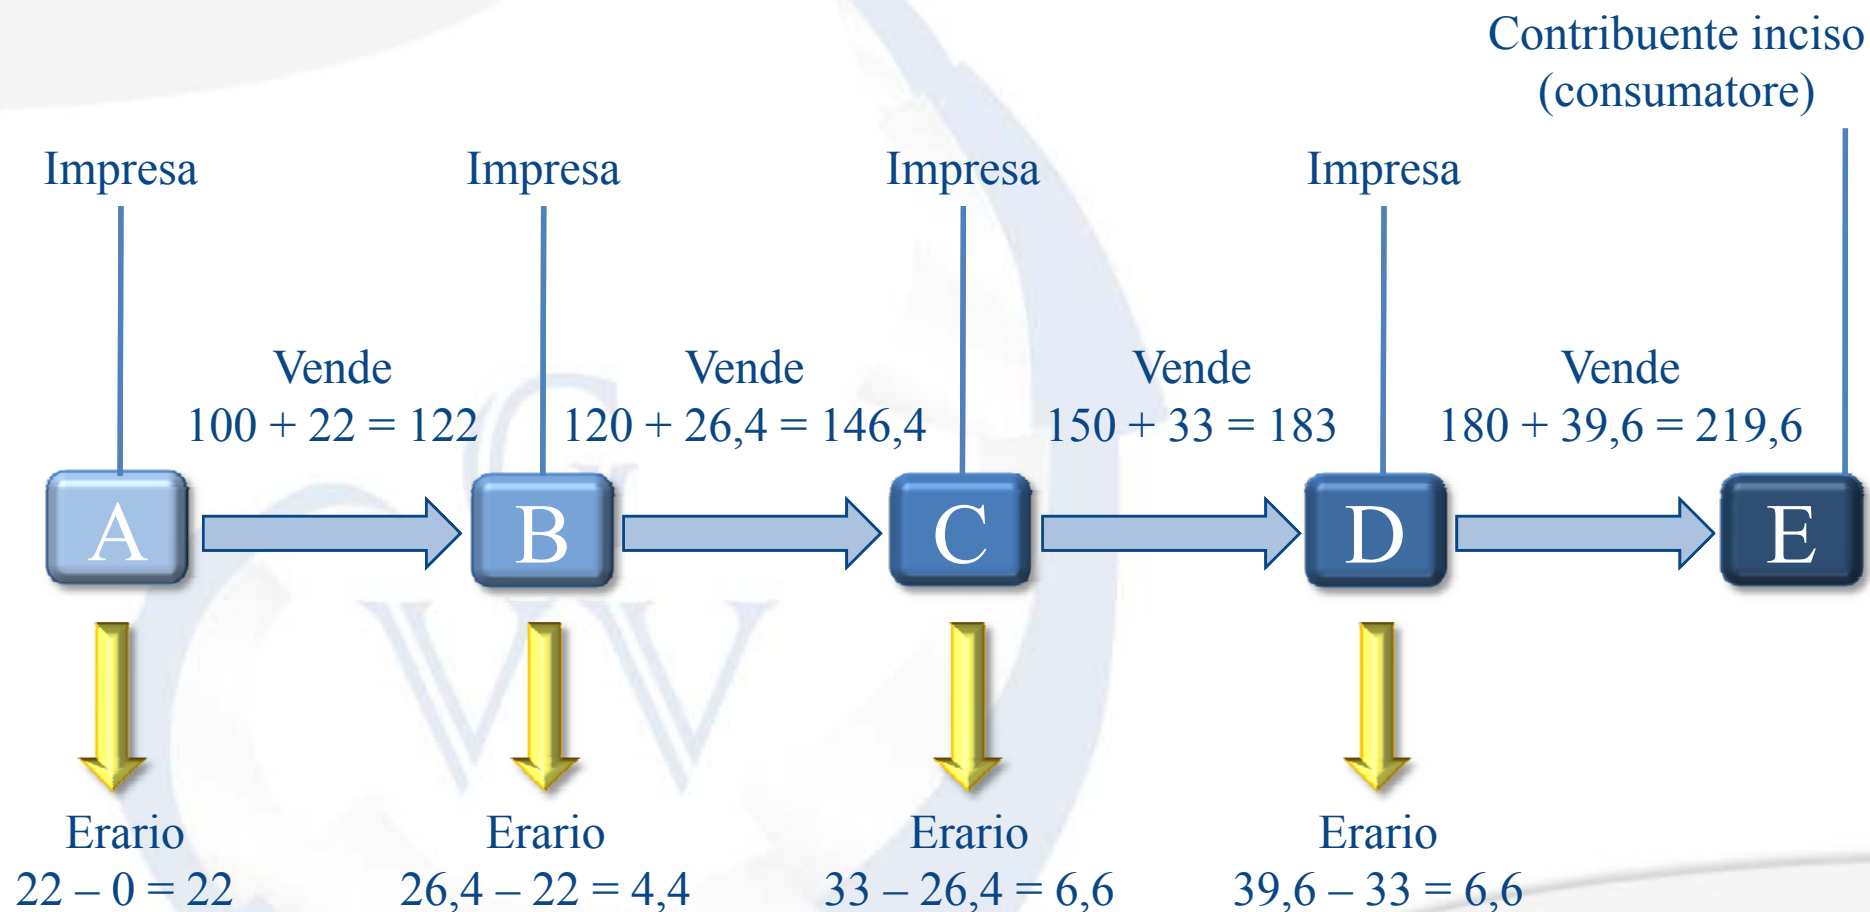 Contribuente inciso
(consumatore)
Impresa
Impresa
Impresa
Impresa
Vende
100 + 22 = 122
Vende
120 + 26,4 = 146,4
Vende
150 + 33 = 183
Vende
180 + 39,6 = 219,6
A
B
C
D
E
Erario
22 – 0 = 22
Erario
26,4 – 22 = 4,4
Erario
33 – 26,4 = 6,6
Erario
39,6 – 33 = 6,6